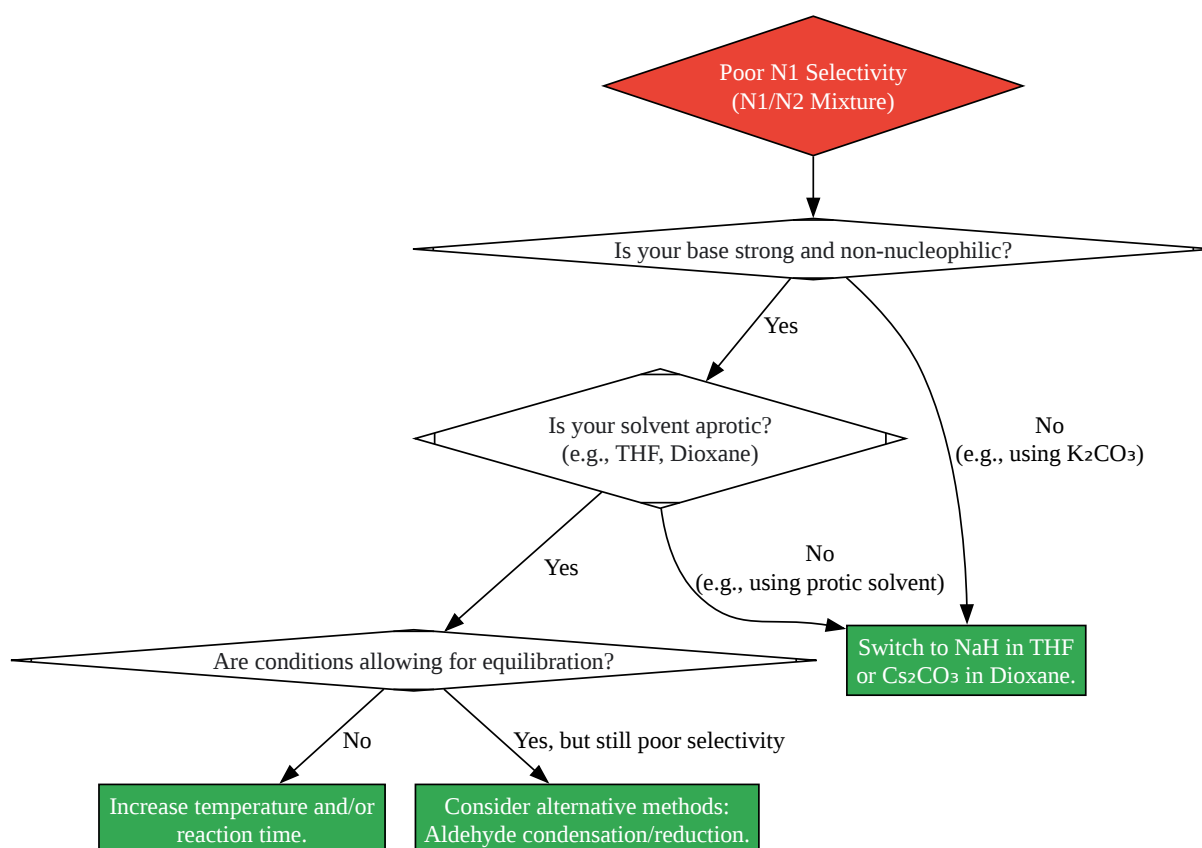 Poor N1 Selectivity
(N1/N2 Mixture)
Is your base strong and non-nucleophilic?
Yes
Is your solvent aprotic?
(e.g., THF, Dioxane)
No
(e.g., using K₂CO₃)
No
(e.g., using protic solvent)
Yes
Switch to NaH in THF
or Cs₂CO₃ in Dioxane.
Are conditions allowing for equilibration?
No
Yes, but still poor selectivity
Increase temperature and/or
reaction time.
Consider alternative methods:
Aldehyde condensation/reduction.